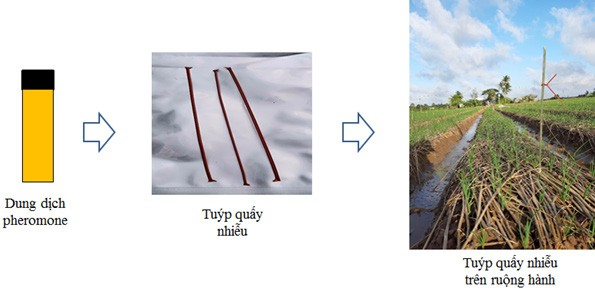 Dung dịch
pheromone
Tuýp quấy
nhiễu
Tuýp quấy nhiễu
trên ruộng hành